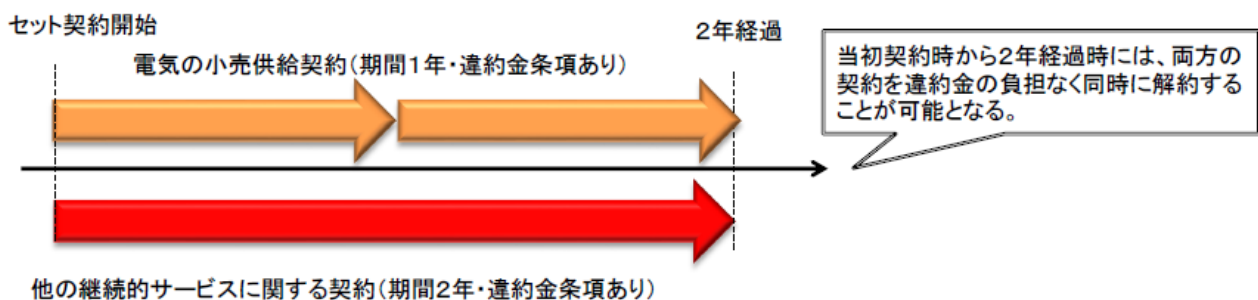 セット契約開始
2年経過
電気の小売供給契約(期間1年・違約金条項あり)
当初契約時から2年経過時には、両方の
契約を違約金の負担なく同時に解約する
ことが可能となる。
他の継続的サービスに関する契約(期間2年・違約金条項あり)